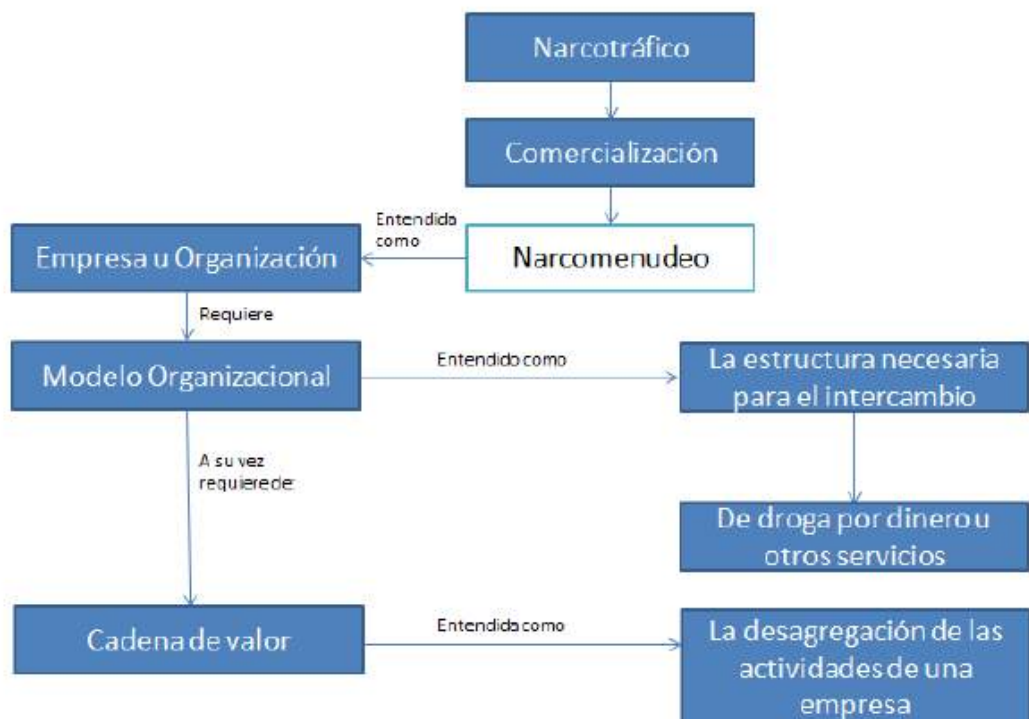 Narcotráfico
Comercialización
Entendida
como
Narcomenudeo
Empresa u Organización
Requiere
Modelo Organizacional
Entendido como
La estructura necesaria
para el intercambio
A su vez
requiere de:
De droga por dinero u
otros servicios
Cadena de valor
Entendida como
La desagregación de las
actividades de una
empresa